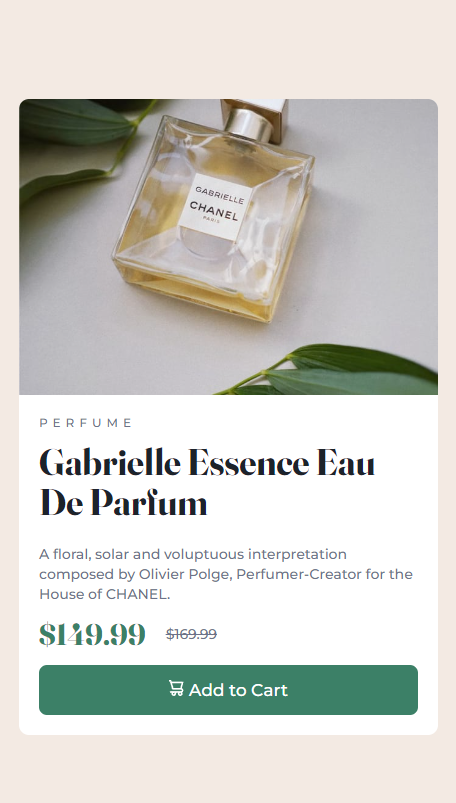 GABRIELLE
CHANEL
PARIS
PERFUME
Gabrielle Essence Eau
De Parfum
A floral, solar and voluptuous interpretation
composed by Olivier Polge, Perfumer-Creator for the
House of CHANEL.
$149.99 $169.99
Add to Cart